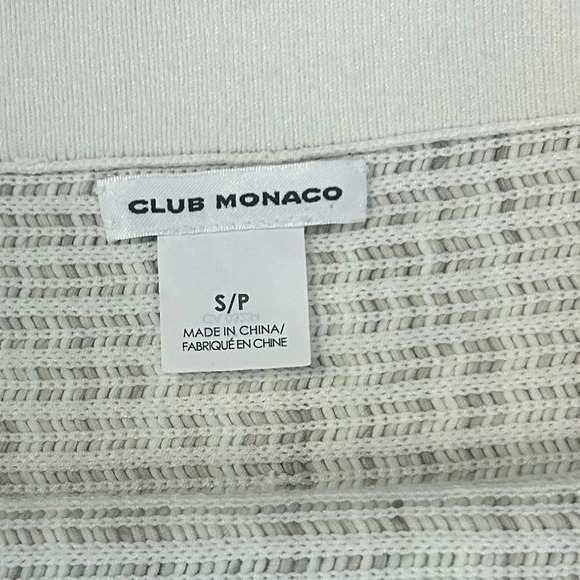 CLUB MONACO
S/P
MADE IN CHINA/
FABRIQUÉ EN CHINE